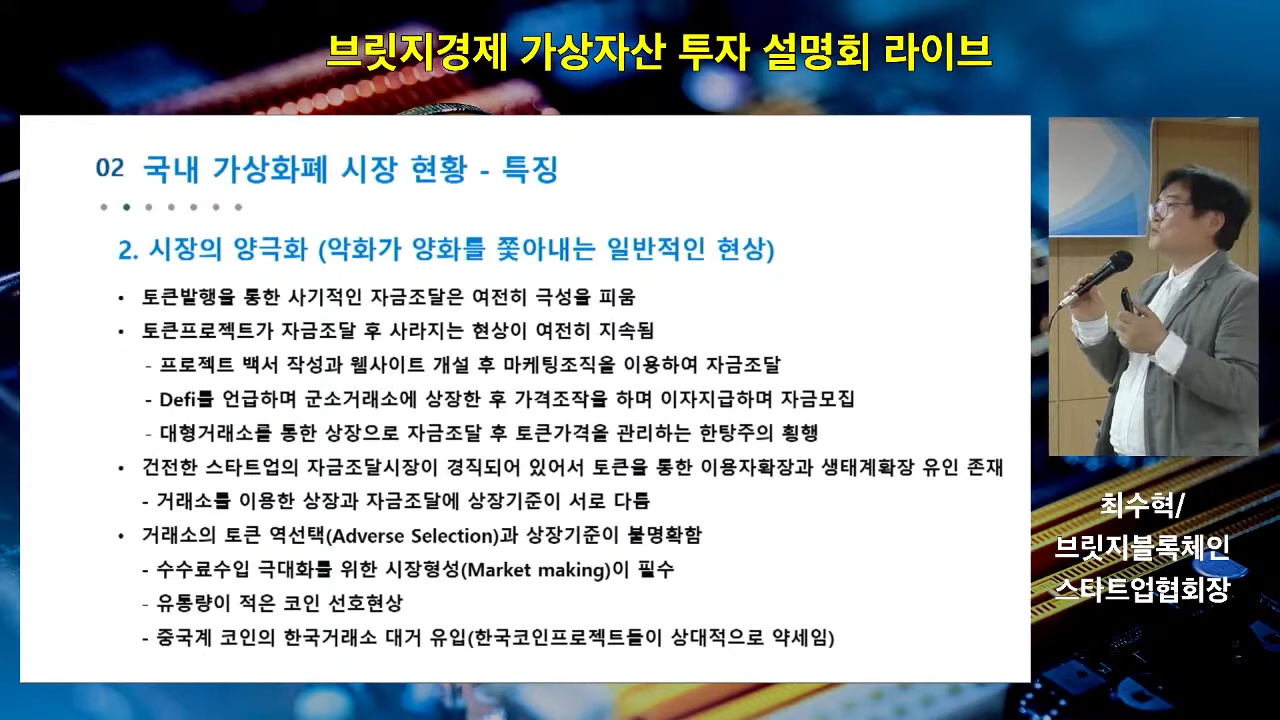 브릿지경제 가상자산 투자 설명회 라이브
02 국내 가상화폐 시장 현황 - 특징
2. 시장의 양극화 (악화가 양화를 쫓아내는 일반적인 현상)
• 토큰발행을 통한 사기적인 자금조달은 여전히 극성을 피움
• 토큰프로젝트가 자금조달 후 사라지는 현상이 여전히 지속됨
- 프로젝트 백서 작성과 웹사이트 개설 후 마케팅조직을 이용하여 자금조달
- Defi를 언급하며 군소거래소에 상장한 후 가격조작을 하며 이자지급하며 자금모집
- 대형거래소를 통한 상장으로 자금조달 후 토큰가격을 관리하는 한탕주의 횡행
• 건전한 스타트업의 자금조달시장이 경직되어 있어서 토큰을 통한 이용자확장과 생태계확장 유인 존재
- 거래소를 이용한 상장과 자금조달에 상장기준이 서로 다름
• 거래소의 토큰 역선택(Adverse Selection)과 상장기준이 불명확함
- 수수료수입 극대화를 위한 시장형성(Market making)이 필수
- 유통량이 적은 코인 선호현상
- 중국계 코인의 한국거래소 대거 유입(한국코인프로젝트들이 상대적으로 약세임)
최수혁/
브릿지블록체인
스타트업협회장